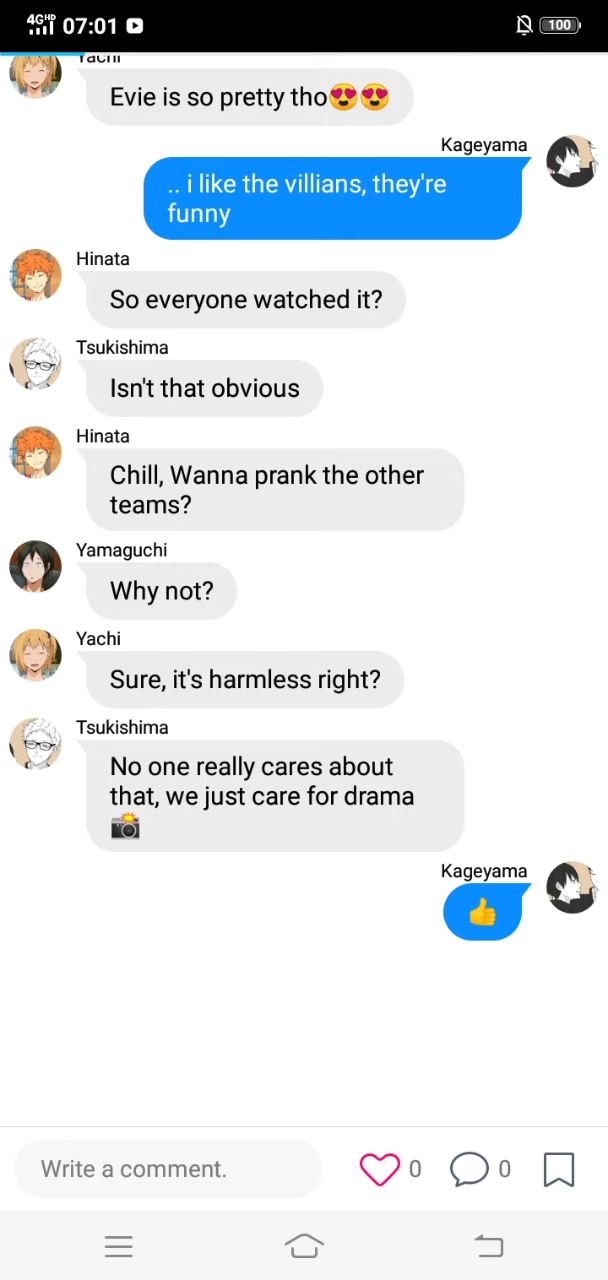 4GHD 07:01 100
Yachi
Evie is so pretty tho😍😍
Kageyama
.. i like the villians, they're
funny
Hinata
So everyone watched it?
Tsukishima
Isn't that obvious
Hinata
Chill, Wanna prank the other
teams?
Yamaguchi
Why not?
Yachi
Sure, it's harmless right?
Tsukishima
No one really cares about
that, we just care for drama
📸
Kageyama
👍
Write a comment. 0 0